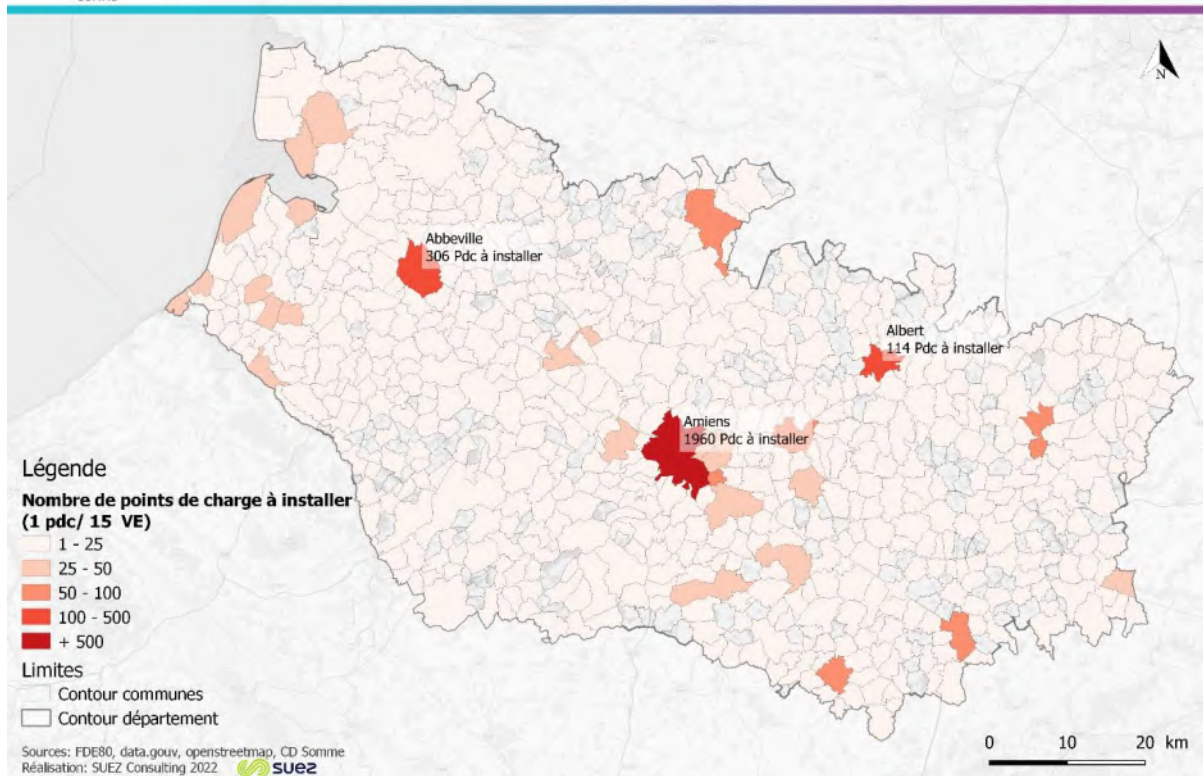 N
Abbeville
306 Pdc à installer
Albert
114 Pdc à installer
Amiens
1960 Pdc à installer
Légende
Nombre de points de charge à installer
(1 pdc/ 15 VE)
1 - 25
25 - 50
50 - 100
100 - 500
+ 500
Limites
Contour communes
Contour département
Sources: FDE80, data.gouv, openstreetmap, CD Somme
Réalisation: SUEZ Consulting 2022
suez
0 10 20 km